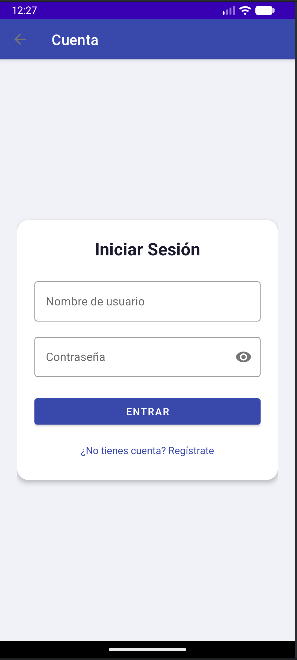 12:27
Cuenta
Iniciar Sesión
Nombre de usuario
Contraseña
ENTRAR
¿No tienes cuenta? Regístrate